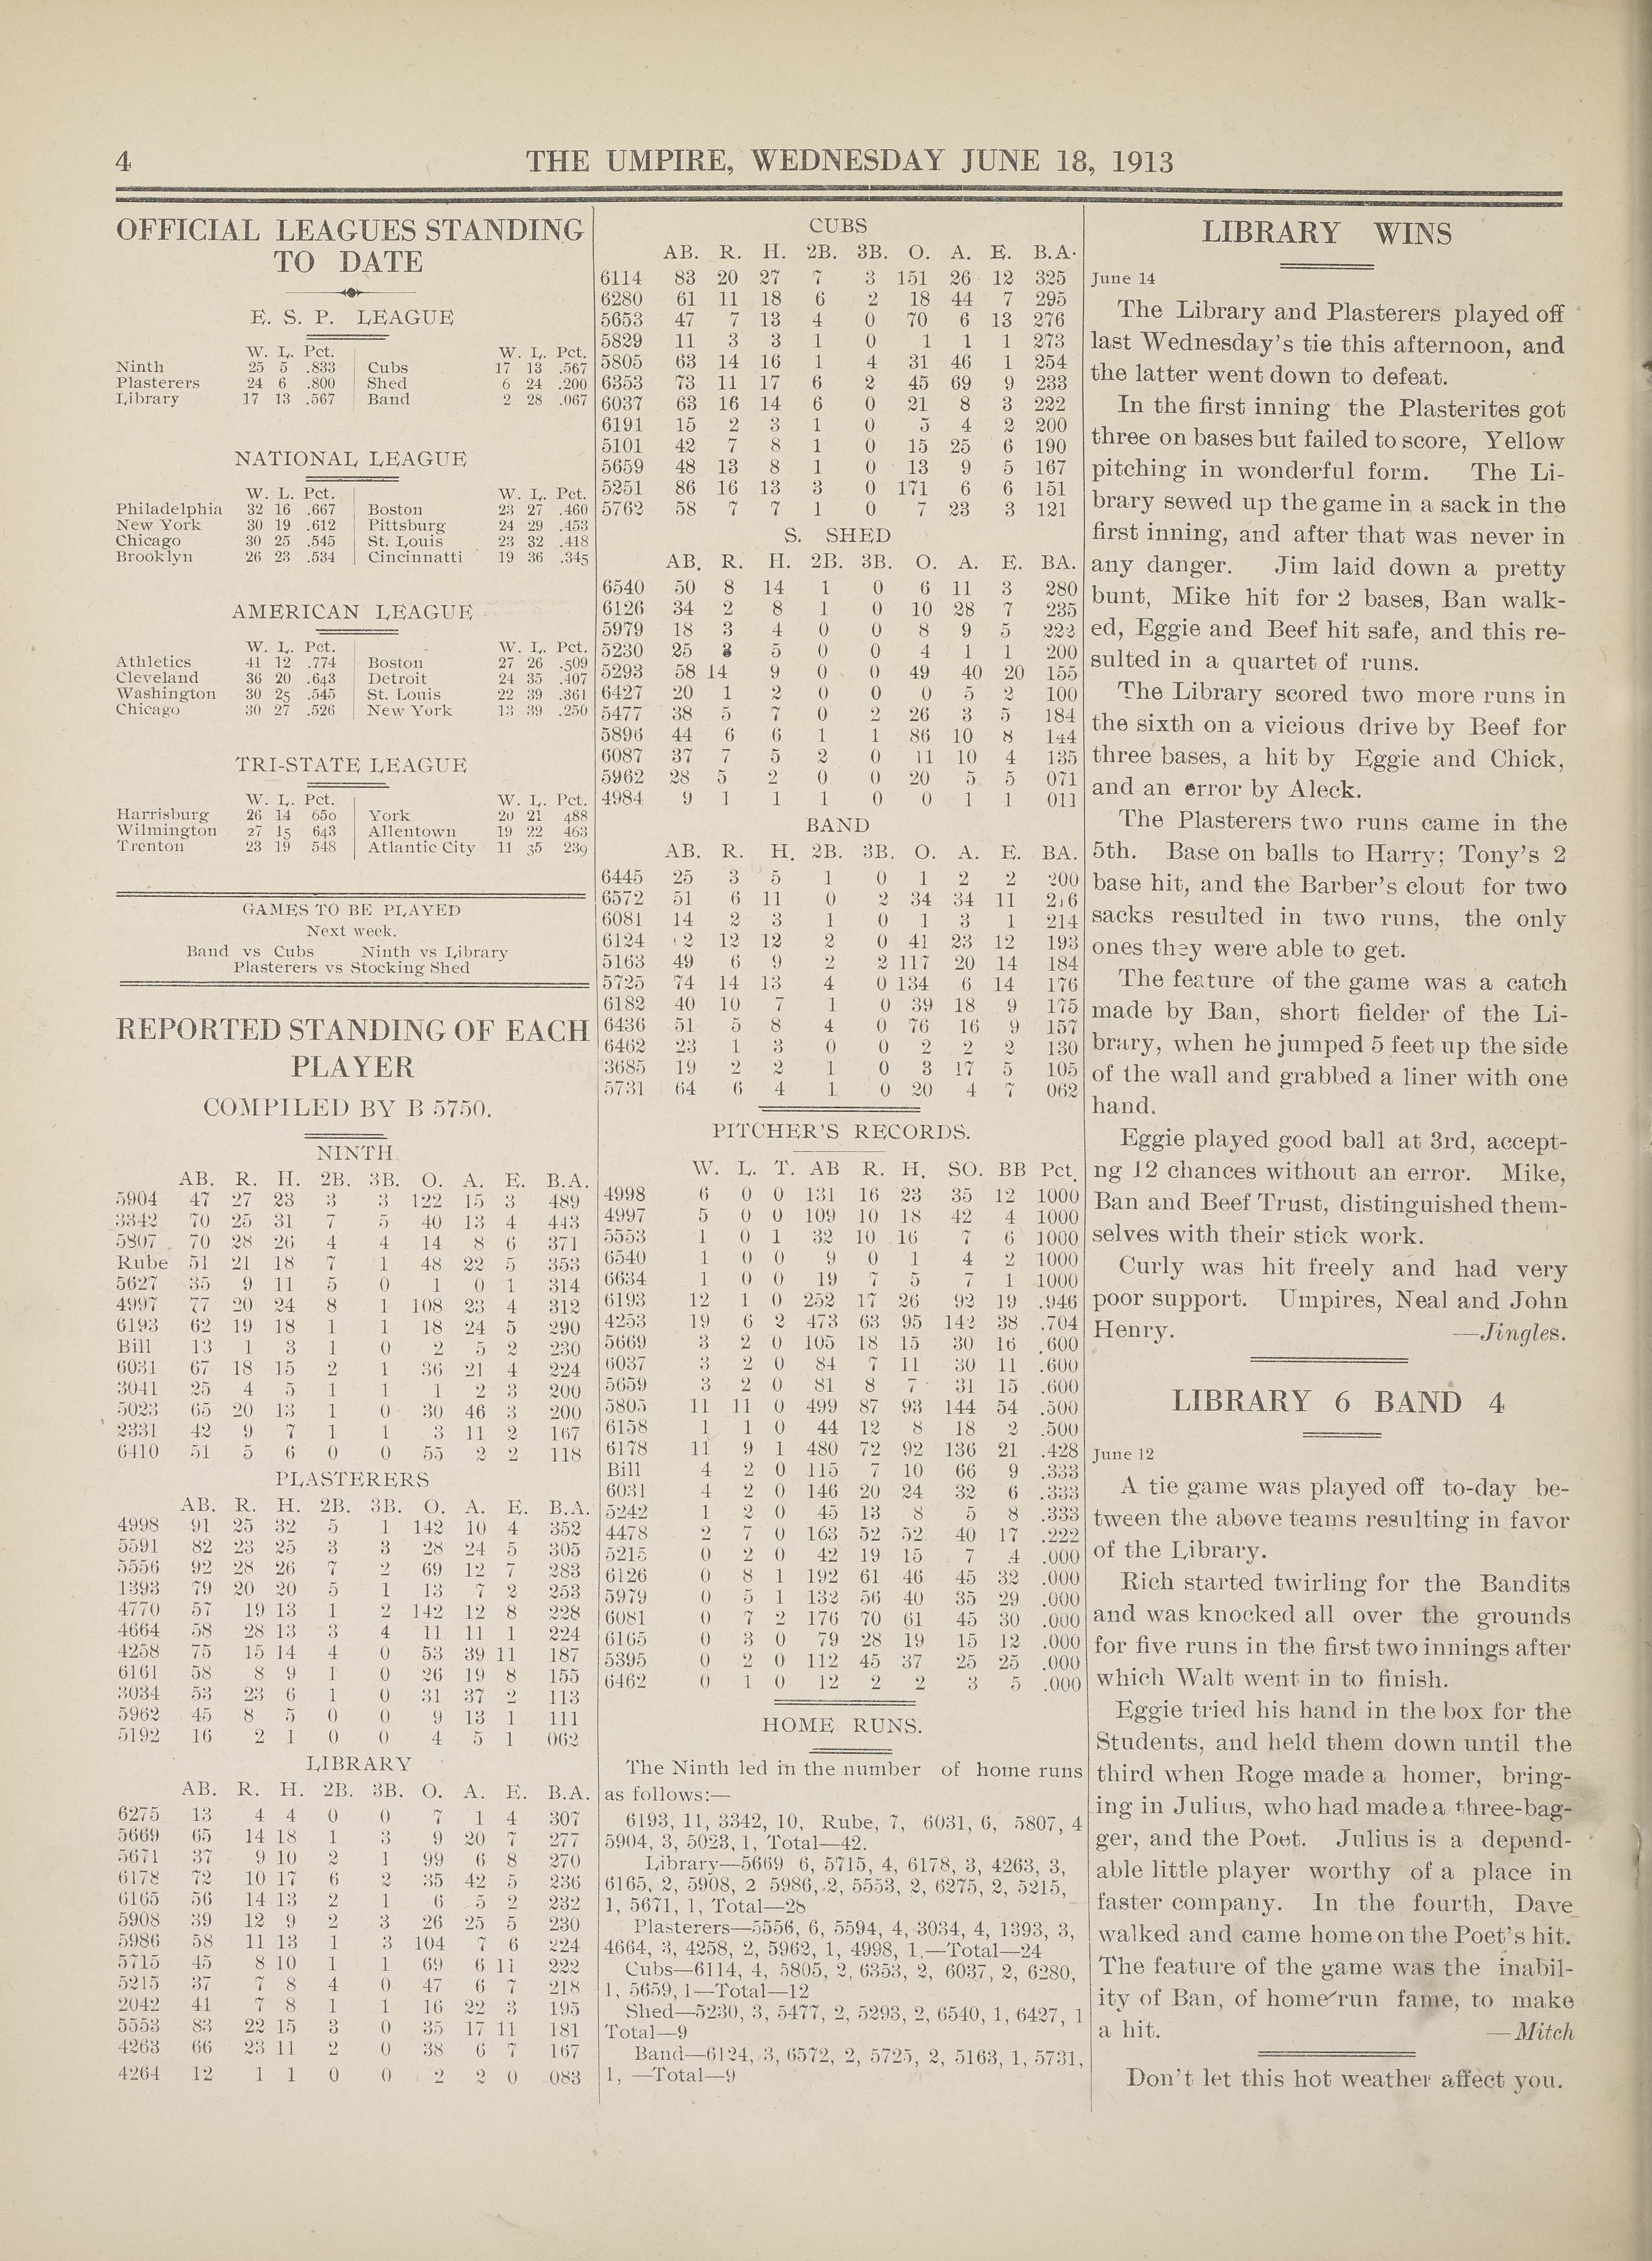 4
THE UMPIRE, WEDNESDAY JUNE 18, 1913
OFFICIAL LEAGUES STANDING
TO DATE
E. S. P. LEAGUE
W. L. Pct. W. L. Pct.
Ninth 25 5 .833 Cubs 17 13 .567
Plasterers 24 6 .800 Shed 6 24 .200
Library 17 13 .567 Band 2 28 .067
NATIONAL LEAGUE
W. L. Pct. W. L. Pct.
Philadelphia 32 16 .667 Boston 23 27 .460
New York 30 19 .612 Pittsburg 24 29 .453
Chicago 30 25 .545 St. Louis 23 32 .418
Brooklyn 26 23 .534 Cincinnatti 19 36 .345
AMERICAN LEAGUE
W. L. Pct. W. L. Pct.
Athletics 41 12 .774 Boston 27 26 .509
Cleveland 36 20 .643 Detroit 24 35 .407
Washington 30 25 .545 St. Louis 22 39 .361
Chicago 30 27 .526 New York 13 39 .250
TRI-STATE LEAGUE
W. L. Pct. W. L. Pct.
Harrisburg 26 14 650 York 20 21 488
Wilmington 27 15 643 Allentown 19 22 463
Trenton 23 19 548 Atlantic City 11 35 239
GAMES TO BE PLAYED
Next week.
Band vs Cubs Ninth vs Library
Plasterers vs Stocking Shed
REPORTED STANDING OF EACH
PLAYER
COMPILED BY B 5750.
NINTH
AB. R. H. 2B. 3B. O. A. E. B.A.
5904 47 27 23 3 3 122 15 3 489
3342 70 25 31 7 5 40 13 4 443
5807 70 28 26 4 4 14 8 6 371
Rube 51 21 18 7 1 48 22 5 353
5627 35 9 11 5 0 1 0 1 314
4997 77 20 24 8 1 108 23 4 312
6193 62 19 18 1 1 18 24 5 290
Bill 13 1 3 1 0 2 5 2 230
6031 67 18 15 2 1 36 21 4 224
3041 25 4 5 1 1 1 2 3 200
5023 65 20 13 1 0 30 46 3 200
2331 42 9 7 1 1 3 11 2 167
6410 51 5 6 0 0 55 2 2 118
PLASTERERS
AB. R. H. 2B. 3B. O. A. E. B.A.
4998 91 25 32 5 1 142 10 4 352
5591 82 23 25 3 3 28 24 5 305
5556 92 28 26 7 2 69 12 7 283
1393 79 20 20 5 1 13 7 2 253
4770 57 19 13 1 2 142 12 8 228
4664 58 28 13 3 4 11 11 1 224
4258 75 15 14 4 0 53 39 11 187
6161 58 8 9 1 0 26 19 8 155
3034 53 23 6 1 0 31 37 2 113
5962 45 8 5 0 0 9 13 1 111
5192 16 2 1 0 0 4 5 1 062
LIBRARY
AB. R. H. 2B. 3B. O. A. E. B.A.
6275 13 4 4 0 0 7 1 4 307
5669 65 14 18 1 3 9 20 7 277
5671 37 9 10 2 1 99 6 8 270
6178 72 10 17 6 2 35 42 5 236
6165 56 14 13 2 1 6 5 2 232
5908 39 12 9 2 3 26 25 5 230
5986 58 11 13 1 3 104 7 6 224
5715 45 8 10 1 1 69 6 11 222
5215 37 7 8 4 0 47 6 7 218
2042 41 7 8 1 1 16 22 3 195
5553 83 22 15 3 0 35 17 11 181
4263 66 23 11 2 0 38 6 7 167
4264 12 1 1 0 0 2 2 0 083
CUBS
AB. R. H. 2B. 3B. O. A. E. B.A.
6114 83 20 27 7 3 151 26 12 325
6280 61 11 18 6 2 18 44 7 295
5653 47 7 13 4 0 70 6 13 276
5829 11 3 3 1 0 1 1 1 273
5805 63 14 16 1 4 31 46 1 254
6353 73 11 17 6 2 45 69 9 233
6037 63 16 14 6 0 21 8 3 222
6191 15 2 3 1 0 5 4 2 200
5101 42 7 8 1 0 15 25 6 190
5659 48 13 8 1 0 13 9 5 167
5251 86 16 13 3 0 171 6 6 151
5762 58 7 7 1 0 7 23 3 121
S. SHED
AB. R. H. 2B. 3B. O. A. E. BA.
6540 50 8 14 1 0 6 11 3 280
6126 34 2 8 1 0 10 28 7 235
5979 18 3 4 0 0 8 9 5 222
5230 25 3 5 0 0 4 1 1 200
5293 58 14 9 0 0 49 40 20 155
6427 20 1 2 0 0 0 5 2 100
5477 38 5 7 0 2 26 3 5 184
5896 44 6 6 1 1 86 10 8 144
6087 37 7 5 2 0 11 10 4 135
5962 28 5 2 0 0 20 5 5 071
4984 9 1 1 1 0 0 1 1 011
BAND
AB. R. H. 2B. 3B. O. A. E. BA.
6445 25 3 5 1 0 1 2 2 200
6572 51 6 11 0 2 34 34 11 216
6081 14 2 3 1 0 1 3 1 214
6124 2 12 12 2 0 41 23 12 193
5163 49 6 9 2 2 117 20 14 184
5725 74 14 13 4 0 134 6 14 176
6182 40 10 7 1 0 39 18 9 175
6436 51 5 8 4 0 76 16 9 157
6462 23 1 3 0 0 2 2 2 130
3685 19 2 2 1 0 3 17 5 105
5731 64 6 4 1 0 20 4 7 062
PITCHER'S RECORDS.
W. L. T. AB R. H. SO. BB Pct.
4998 6 0 0 131 16 23 35 12 1000
4997 5 0 0 109 10 18 42 4 1000
5553 1 0 1 32 10 16 7 6 1000
6540 1 0 0 9 0 1 4 2 1000
6634 1 0 0 19 7 5 7 1 1000
6193 12 1 0 252 17 26 92 19 .946
4253 19 6 2 473 63 95 142 38 .704
5669 3 2 0 105 18 15 30 16 .600
6037 3 2 0 84 7 11 30 11 .600
5659 3 2 0 81 8 7 31 15 .600
5805 11 11 0 499 87 93 144 54 .500
6158 1 1 0 44 12 8 18 2 .500
6178 11 9 1 480 72 92 136 21 .428
Bill 4 2 0 115 7 10 66 9 .333
6031 4 2 0 146 20 24 32 6 .333
5242 1 2 0 45 13 8 5 8 .333
4478 2 7 0 163 52 52 40 17 .222
5215 0 2 0 42 19 15 7 4 .000
6126 0 8 1 192 61 46 45 32 .000
5979 0 5 1 132 56 40 35 29 .000
6081 0 7 2 176 70 61 45 30 .000
6165 0 3 0 79 28 19 15 12 .000
5395 0 2 0 112 45 37 25 25 .000
6462 0 1 0 12 2 2 3 5 .000
HOME RUNS.
The Ninth led in the number of home runs
as follows:—
6193, 11, 3342, 10, Rube, 7, 6031, 6, 5807, 4
5904, 3, 5023, 1, Total—42.
Library—5669 6, 5715, 4, 6178, 3, 4263, 3,
6165, 2, 5908, 2 5986, 2, 5553, 2, 6275, 2, 5215,
1, 5671, 1, Total—28
Plasterers—5556, 6, 5594, 4, 3034, 4, 1393, 3,
4664, 3, 4258, 2, 5962, 1, 4998, 1.—Total—24
Cubs—6114, 4, 5805, 2, 6353, 2, 6037, 2, 6280,
1, 5659, 1—Total—12
Shed—5230, 3, 5477, 2, 5293, 2, 6540, 1, 6427, 1
Total—9
Band—6124, 3, 6572, 2, 5725, 2, 5163, 1, 5731,
1, —Total—9
LIBRARY WINS
June 14
The Library and Plasterers played off
last Wednesday's tie this afternoon, and
the latter went down to defeat.
In the first inning the Plasterites got
three on bases but failed to score, Yellow
pitching in wonderful form. The Li-
brary sewed up the game in a sack in the
first inning, and after that was never in
any danger. Jim laid down a pretty
bunt, Mike hit for 2 bases, Ban walk-
ed, Eggie and Beef hit safe, and this re-
sulted in a quartet of runs.
The Library scored two more runs in
the sixth on a vicious drive by Beef for
three bases, a hit by Eggie and Chick,
and an error by Aleck.
The Plasterers two runs came in the
5th. Base on balls to Harry; Tony's 2
base hit, and the Barber's clout for two
sacks resulted in two runs, the only
ones they were able to get.
The feature of the game was a catch
made by Ban, short fielder of the Li-
brary, when he jumped 5 feet up the side
of the wall and grabbed a liner with one
hand.
Eggie played good ball at 3rd, accept-
ng 12 chances without an error. Mike,
Ban and Beef Trust, distinguished them-
selves with their stick work.
Curly was hit freely and had very
poor support. Umpires, Neal and John
Henry. —Jingles.
LIBRARY 6 BAND 4
June 12
A tie game was played off to-day be-
tween the above teams resulting in favor
of the Library.
Rich started twirling for the Bandits
and was knocked all over the grounds
for five runs in the first two innings after
which Walt went in to finish.
Eggie tried his hand in the box for the
Students, and held them down until the
third when Roge made a homer, bring-
ing in Julius, who had made a three-bag-
ger, and the Poet. Julius is a depend-
able little player worthy of a place in
faster company. In the fourth, Dave
walked and came home on the Poet's hit.
The feature of the game was the inabil-
ity of Ban, of home run fame, to make
a hit. —Mitch
Don't let this hot weather affect you.